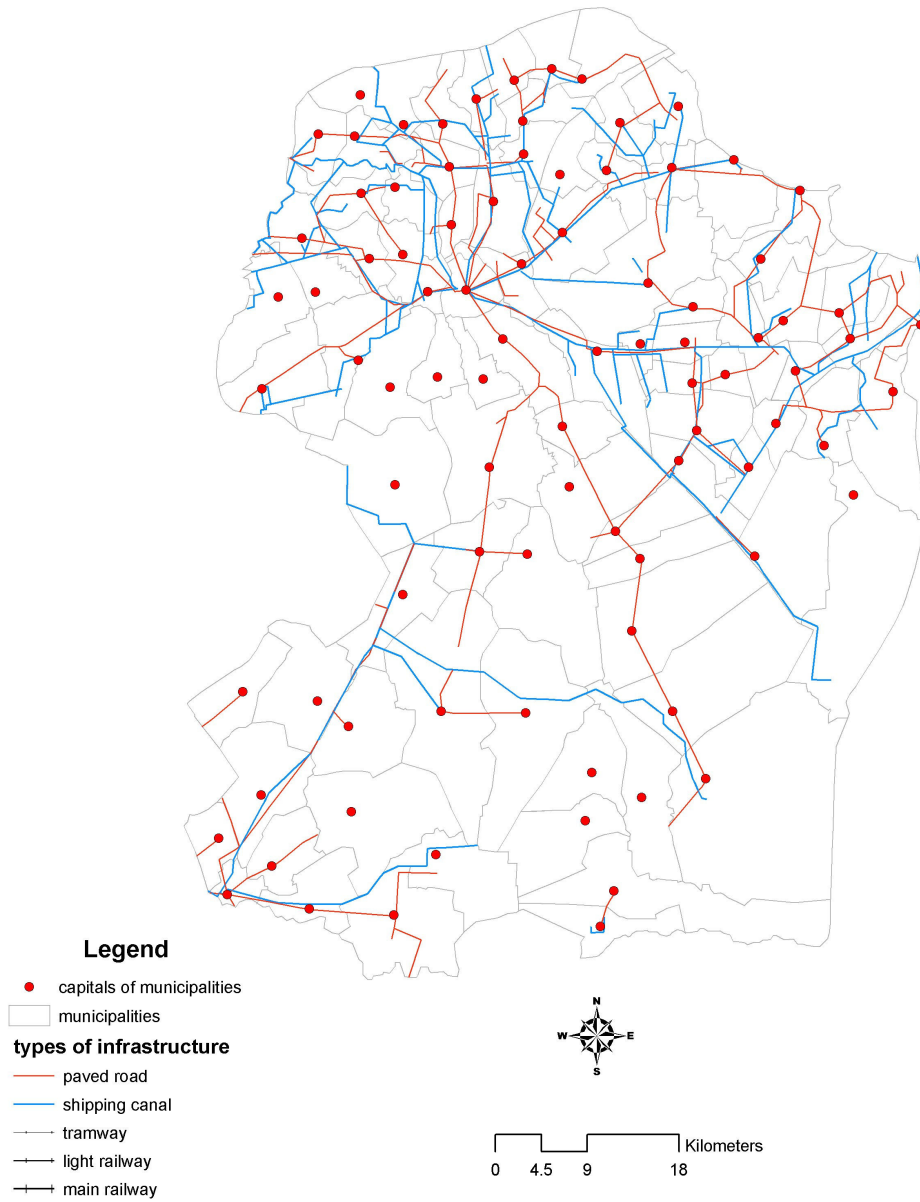 Legend
capitals of municipalities
municipalities
types of infrastructure
paved road
shipping canal
tramway
light railway
main railway
N
W E
S
Kilometers
0 4.5 9 18